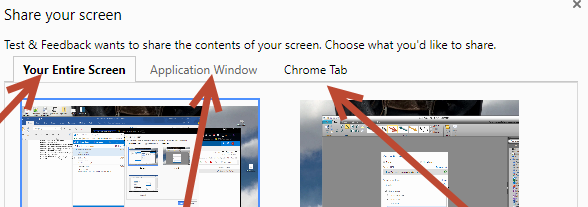 Share your screen
Test & Feedback wants to share the contents of your screen. Choose what you'd like to share.
Your Entire Screen Application Window Chrome Tab